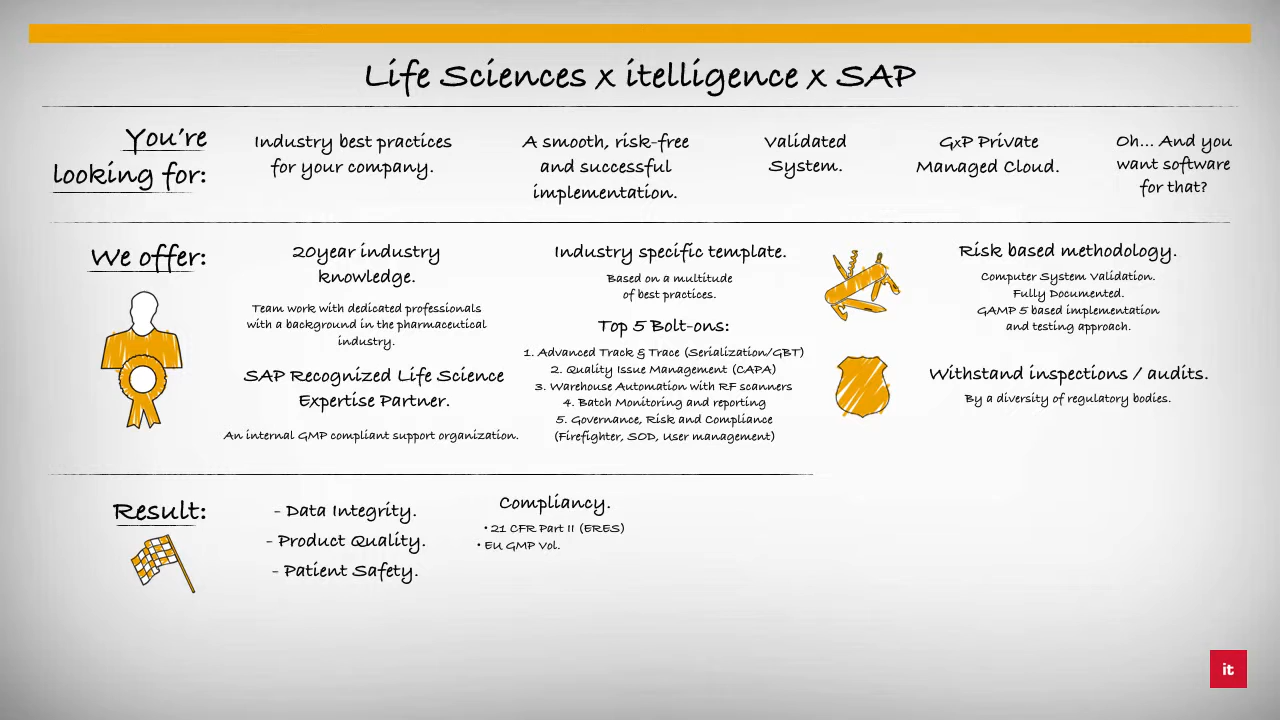 Life Sciences x itelligence x SAP
You're
looking for:
Industry best practices
for your company.
A smooth, risk-free
and successful
implementation.
Validated
System.
GxP Private
Managed Cloud.
Oh... And you
want software
for that?
We offer:
20year industry
knowledge.
Team work with dedicated professionals
with a background in the pharmaceutical
industry.
SAP Recognized Life Science
Expertise Partner.
An internal GMP compliant support organization.
Industry specific template.
Based on a multitude
of best practices.
Top 5 Bolt-ons:
1. Advanced Track & Trace (Serialization/GBT)
2. Quality Issue Management (CAPA)
3. Warehouse Automation with RF scanners
4. Batch Monitoring and reporting
5. Governance, Risk and Compliance
(Firefighter, SOD, User management)
Risk based methodology.
Computer System Validation.
Fully Documented.
GAMP 5 based implementation
and testing approach.
Withstand inspections / audits.
By a diversity of regulatory bodies.
Result:
- Data Integrity.
- Product Quality.
- Patient Safety.
Compliancy.
• 21 CFR Part II (ERES)
• EU GMP Vol.
it